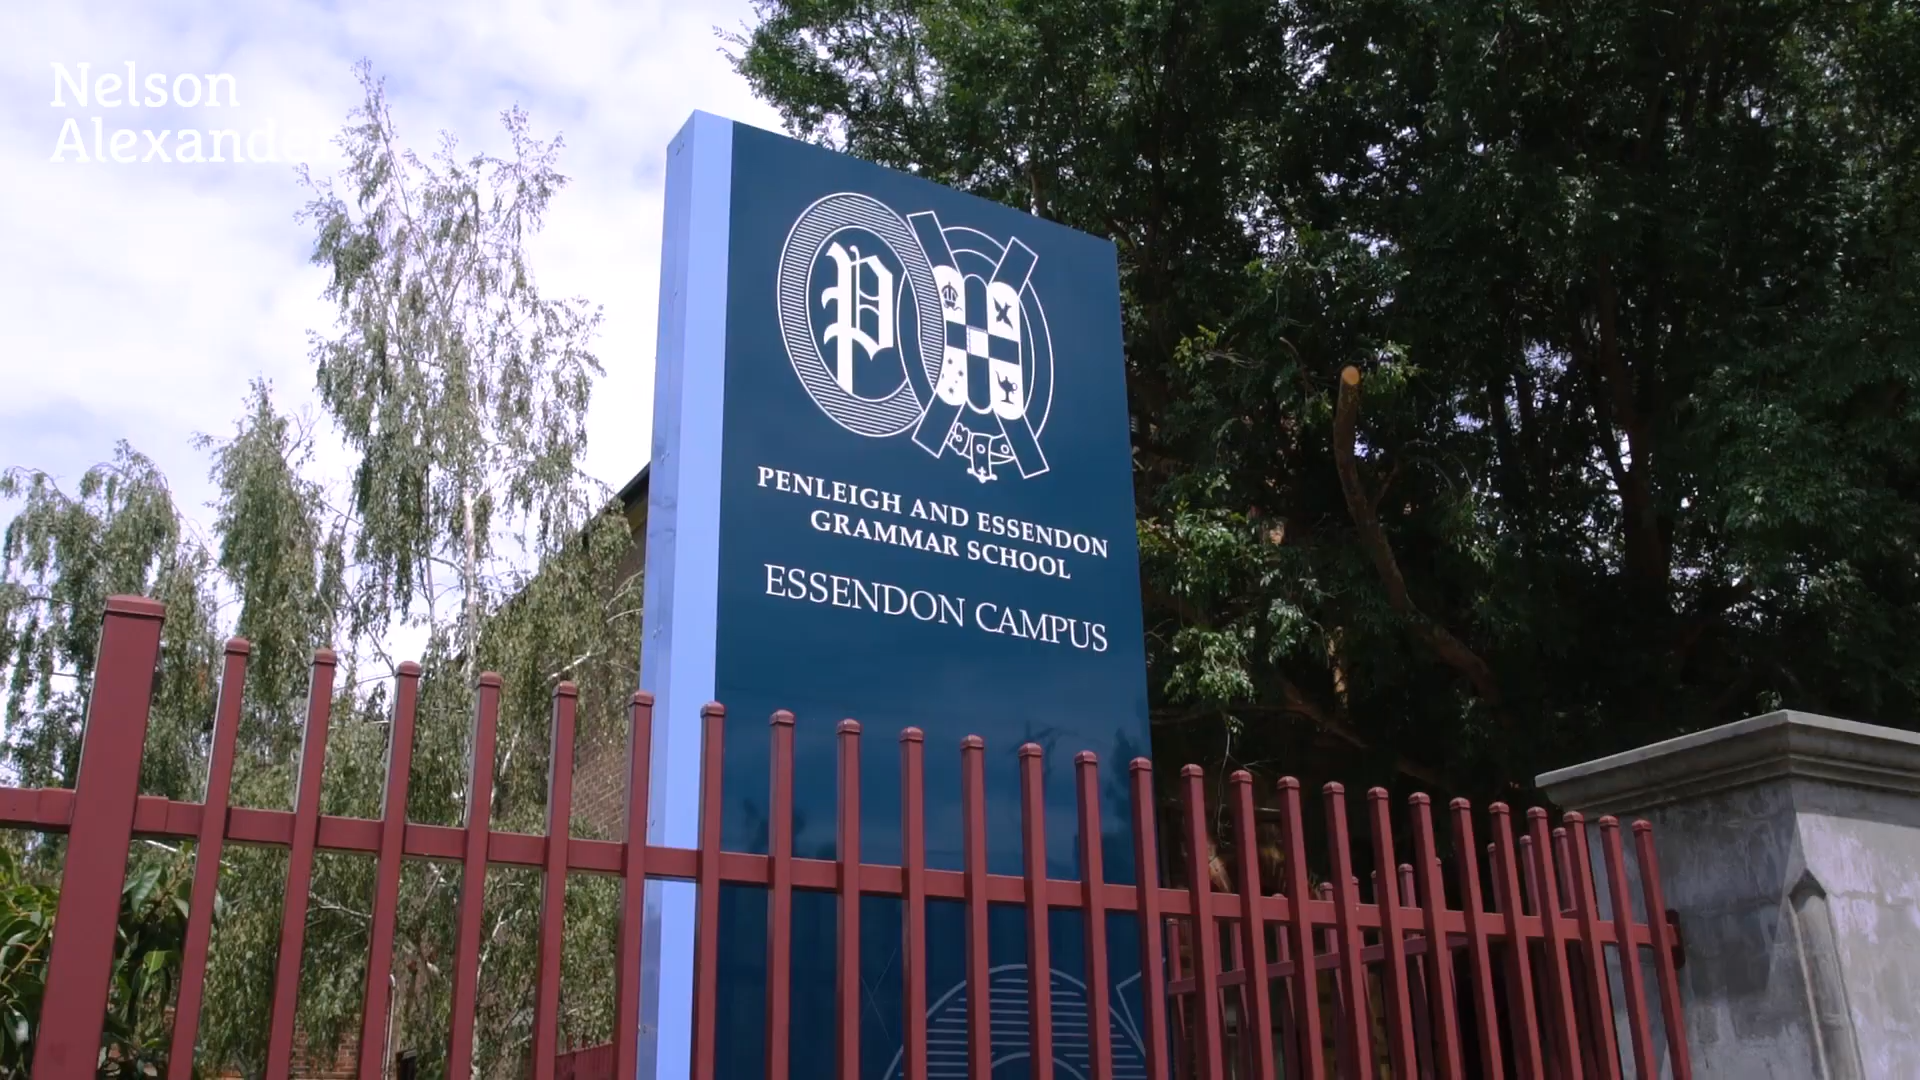 Nelson
Alexander
P
PENLEIGH AND ESSENDON
GRAMMAR SCHOOL
ESSENDON CAMPUS